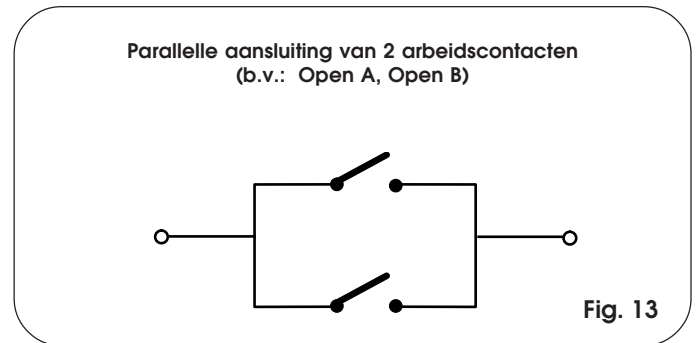 Parallelle aansluiting van 2 arbeidscontacten
(b.v.: Open A, Open B)
Fig. 13